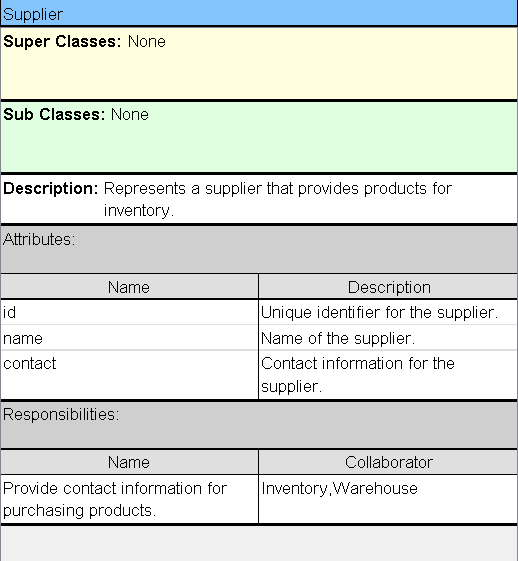 Supplier
Super Classes: None
Sub Classes: None
Description: Represents a supplier that provides products for
inventory.
Attributes:
Name Description
id Unique identifier for the supplier.
name Name of the supplier.
contact Contact information for the
supplier.
Responsibilities:
Name Collaborator
Provide contact information for Inventory,Warehouse
purchasing products.